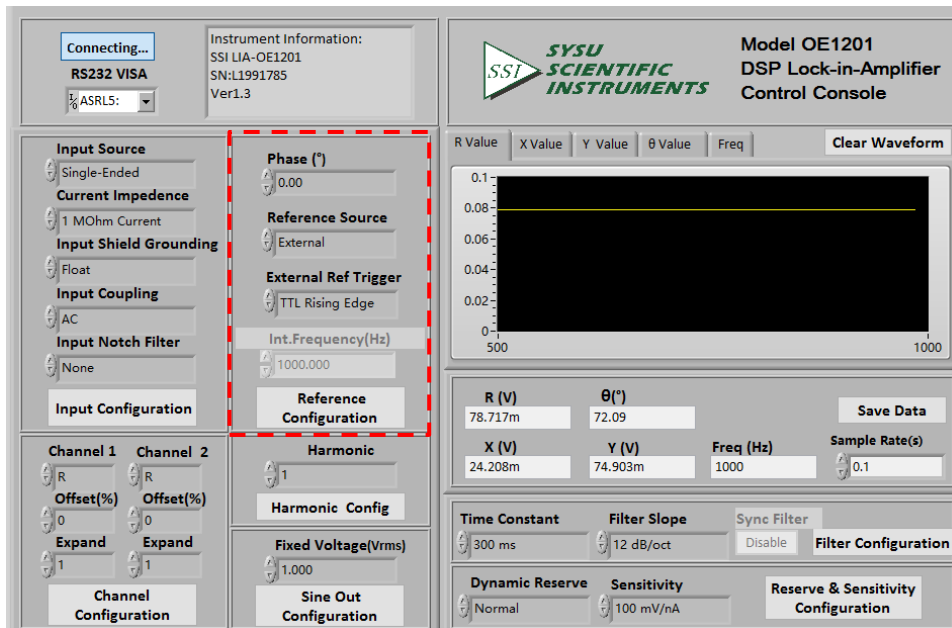 Connecting...
RS232 VISA
I/0 ASRL5:
Instrument Information:
SSI LIA-OE1201
SN:L1991785
Ver1.3
SSI
SYSU
SCIENTIFIC
INSTRUMENTS
Model OE1201
DSP Lock-in-Amplifier
Control Console
Input Source
Single-Ended
Current Impedence
1 MOhm Current
Input Shield Grounding
Float
Input Coupling
AC
Input Notch Filter
None
Input Configuration
Phase (°)
0.00
Reference Source
External
External Ref Trigger
TTL Rising Edge
Int.Frequency(Hz)
1000.000
Reference
Configuration
R Value X Value Y Value θ Value Freq Clear Waveform
0.1
0.08
0.06
0.04
0.02
0
500 1000
R (V) θ(°)
78.717m 72.09 Save Data
X (V) Y (V) Freq (Hz) Sample Rate(s)
24.208m 74.903m 1000 0.1
Channel 1 Channel 2
R R
Offset(%) Offset(%)
0 0
Expand Expand
1 1
Channel
Configuration
Harmonic
1
Harmonic Config
Fixed Voltage(Vrms)
1.000
Sine Out
Configuration
Time Constant Filter Slope Sync Filter
300 ms 12 dB/oct Disable Filter Configuration
Dynamic Reserve Sensitivity
Normal 100 mV/nA
Reserve & Sensitivity
Configuration